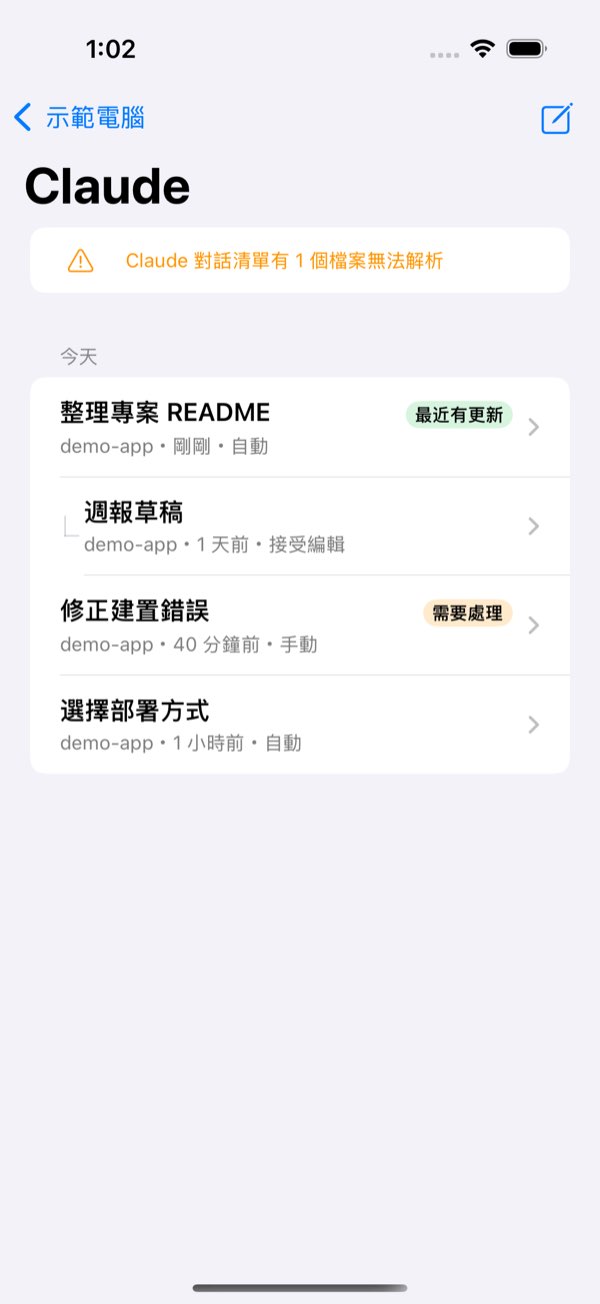 1:02
示範電腦
Claude
Claude 對話清單有 1 個檔案無法解析
今天
整理專案 README
最近有更新
demo-app・剛剛・自動
週報草稿
demo-app・1 天前・接受編輯
修正建置錯誤
需要處理
demo-app・40 分鐘前・手動
選擇部署方式
demo-app・1 小時前・自動